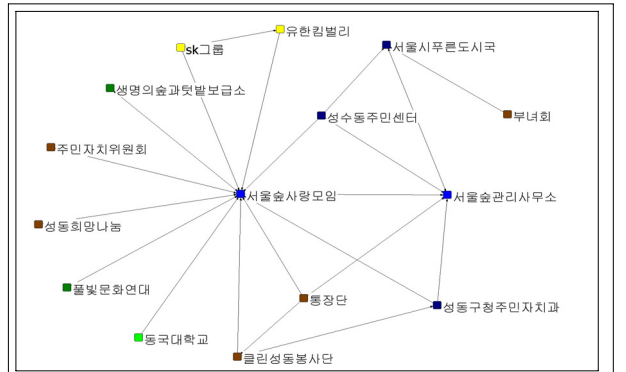 유한킴벌리
sk그룹
서울시푸른도시국
생명의숲과텃밭보급소
성수동주민센터
부녀회
주민자치위원회
서울숲사랑모임
서울숲관리사무소
성동희망나눔
풀빛문화연대
통장단
성동구청주민자치과
동국대학교
클린성동봉사단